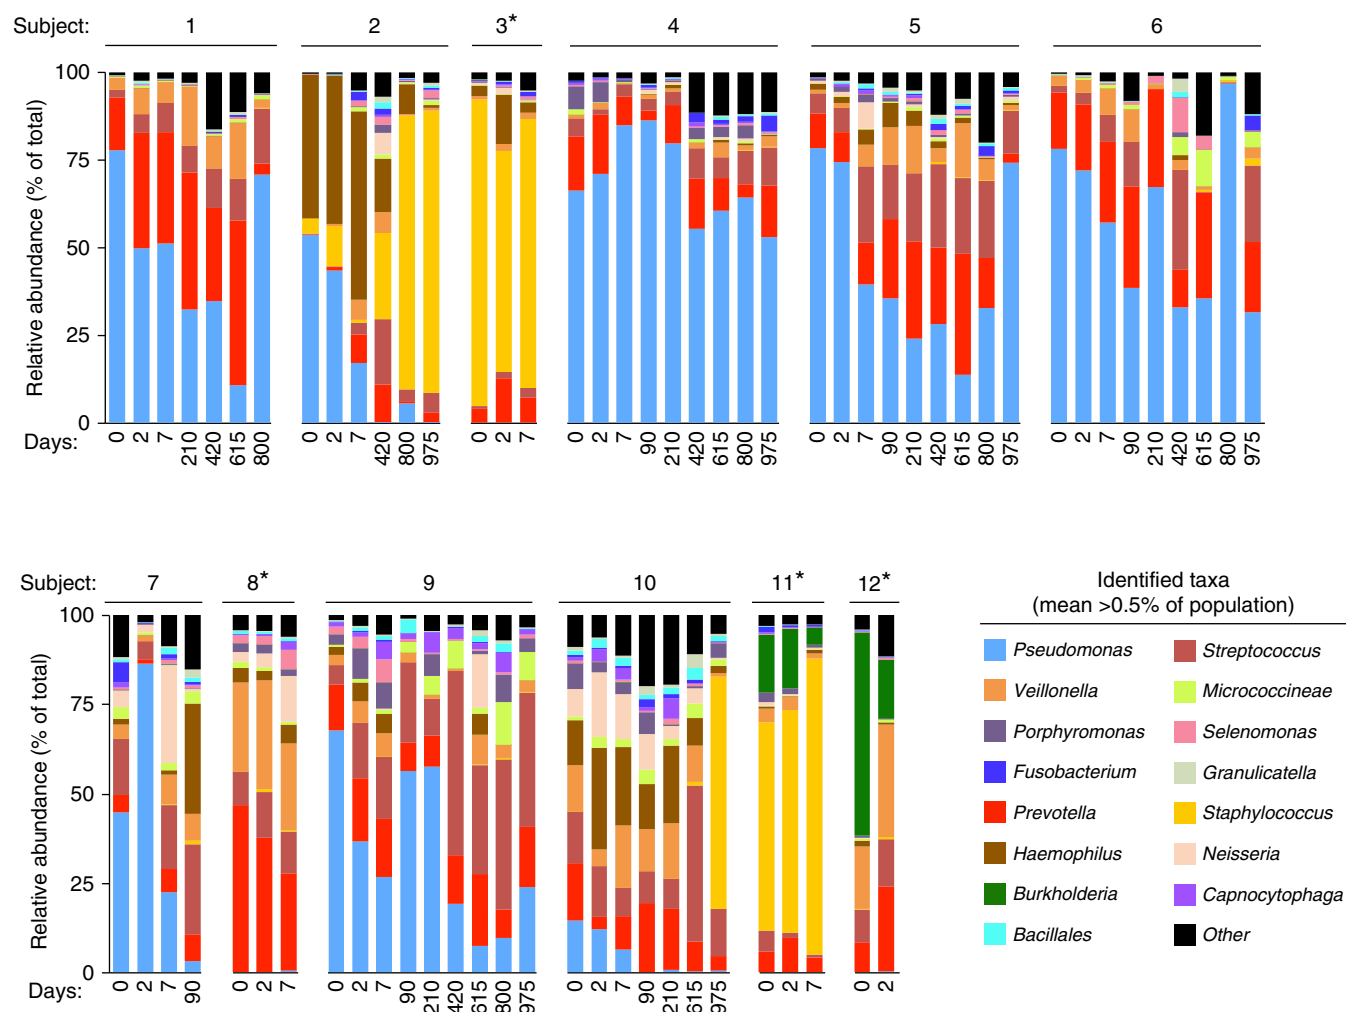 Subject: 1 2 3* 4 5 6
Relative abundance (% of total)
100
75
50
25
0
Days: 0 2 7 210 420 615 800 0 2 7 420 800 975 0 2 7 0 2 7 90 210 420 615 800 975 0 2 7 90 210 420 615 800 975 0 2 7 90 210 420 615 800 975
Subject: 7 8* 9 10 11* 12*
Relative abundance (% of total)
100
75
50
25
0
Days: 0 2 7 90 0 2 7 0 2 7 90 210 420 615 800 975 0 2 7 90 210 615 975 0 2 7 0 2
Identified taxa
(mean >0.5% of population)
Pseudomonas Streptococcus
Veillonella Micrococcineae
Porphyromonas Selenomonas
Fusobacterium Granulicatella
Prevotella Staphylococcus
Haemophilus Neisseria
Burkholderia Capnocytophaga
Bacillales Other